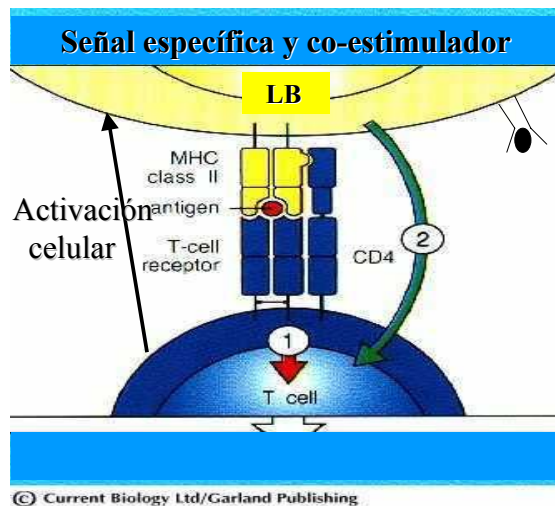 Señal específica y co-estimulador
LB
MHC
class II
Activación
celular
antigen
T-cell
receptor
CD4
2
1
T cell
© Current Biology Ltd/Garland Publishing